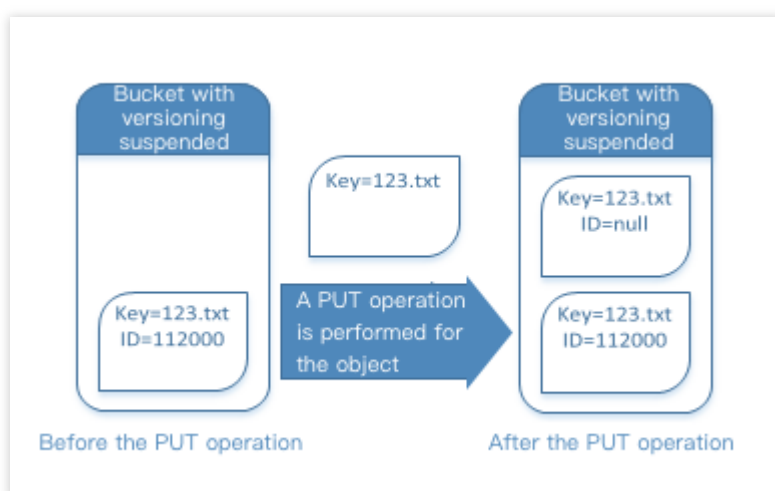 Bucket with
versioning
suspended
Key=123.txt
ID=112000
Before the PUT operation
Key=123.txt
A PUT operation
is performed for
the object
Bucket with
versioning
suspended
Key=123.txt
ID=null
Key=123.txt
ID=112000
After the PUT operation